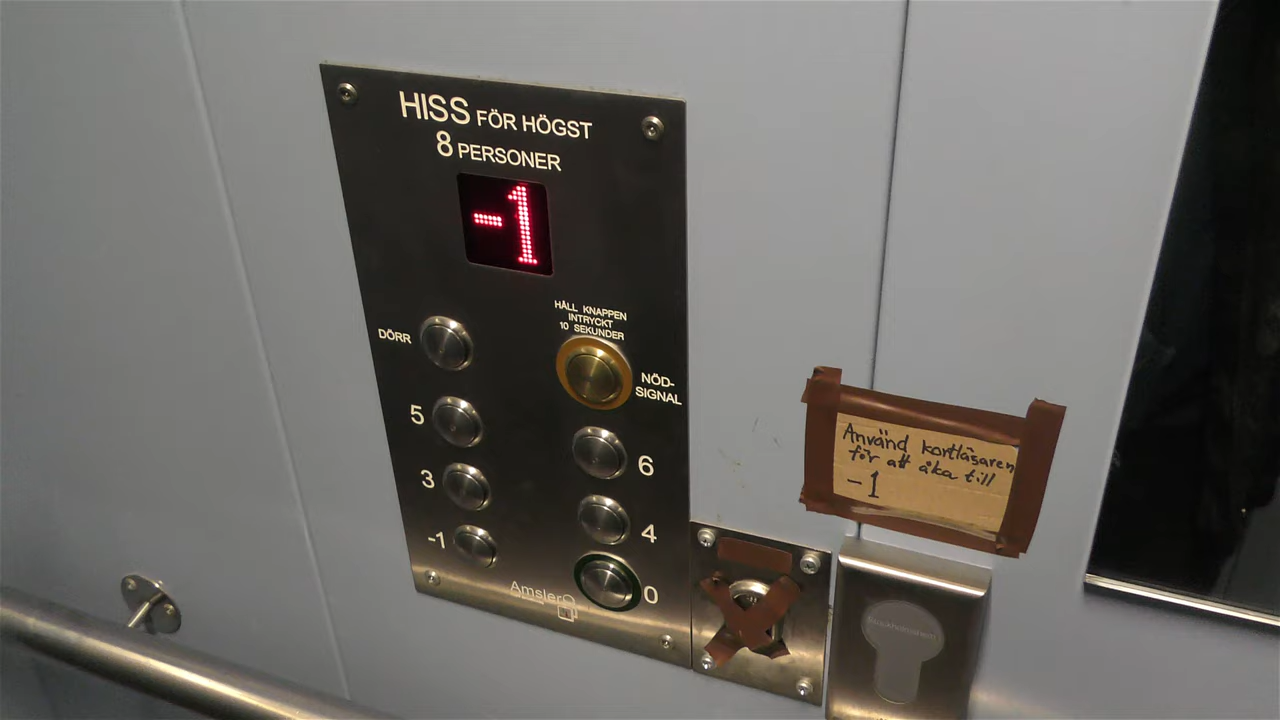 HISS FÖR HÖGST
8 PERSONER
-1
HÅLL KNAPPEN
INTRYCKT
10 SEKUNDER
DÖRR
NÖD-
SIGNAL
5
6
3
4
-1
0
Amsler
Använd kortläsaren
för att åka till
-1